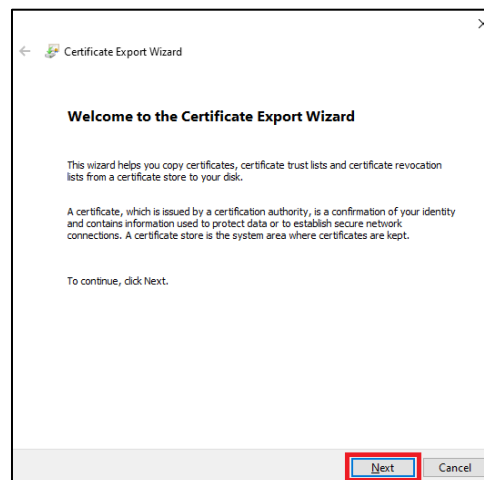 Certificate Export Wizard
Welcome to the Certificate Export Wizard
This wizard helps you copy certificates, certificate trust lists and certificate revocation
lists from a certificate store to your disk.
A certificate, which is issued by a certification authority, is a confirmation of your identity
and contains information used to protect data or to establish secure network
connections. A certificate store is the system area where certificates are kept.
To continue, click Next.
Next Cancel